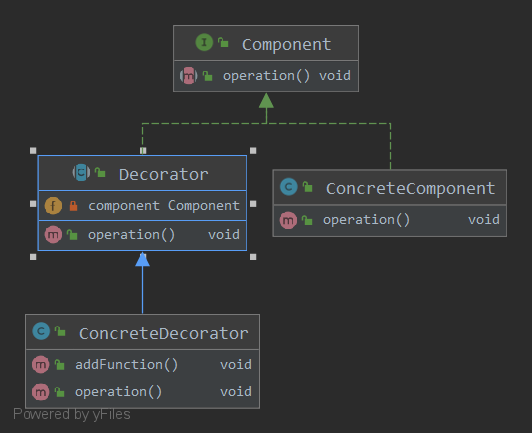 Component
operation() void
Decorator
component Component
operation() void
ConcreteComponent
operation() void
ConcreteDecorator
addFunction() void
operation() void
Powered by yFiles